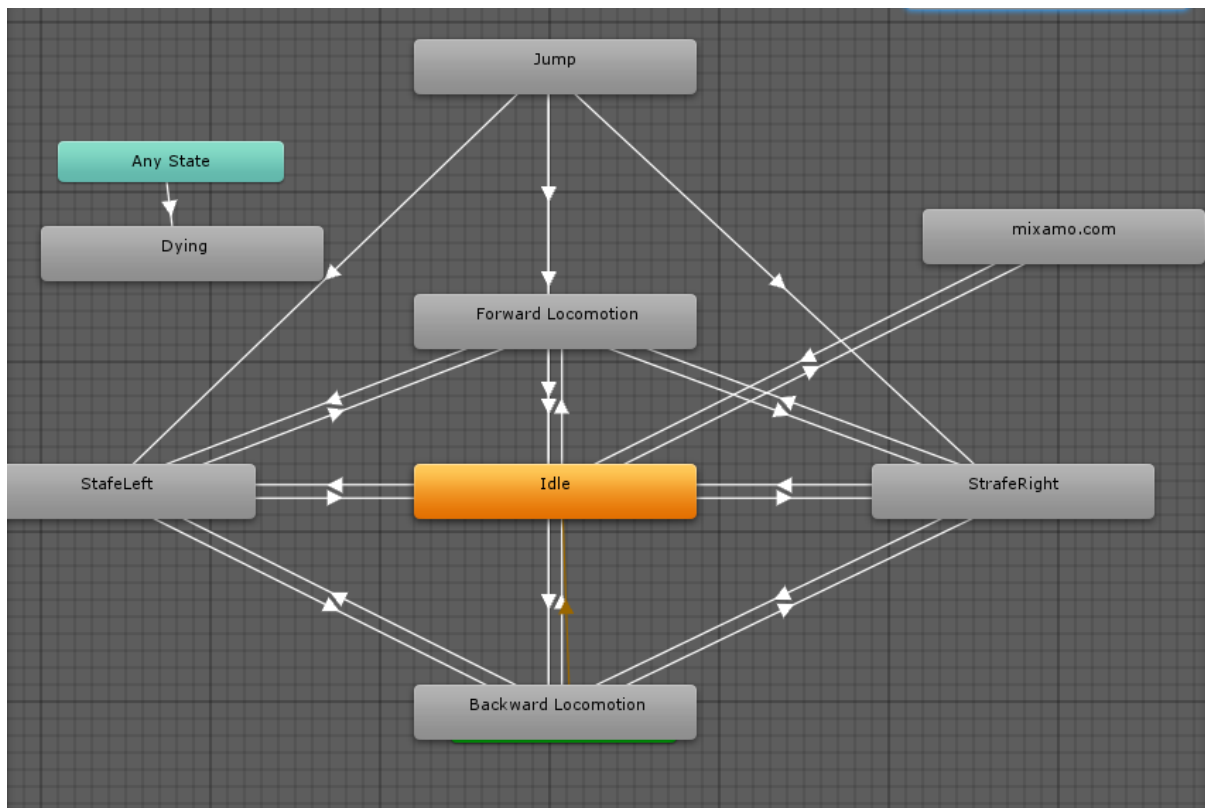 Jump
Any State
Dying
mixamo.com
Forward Locomotion
StafeLeft
Idle
StrafeRight
Backward Locomotion